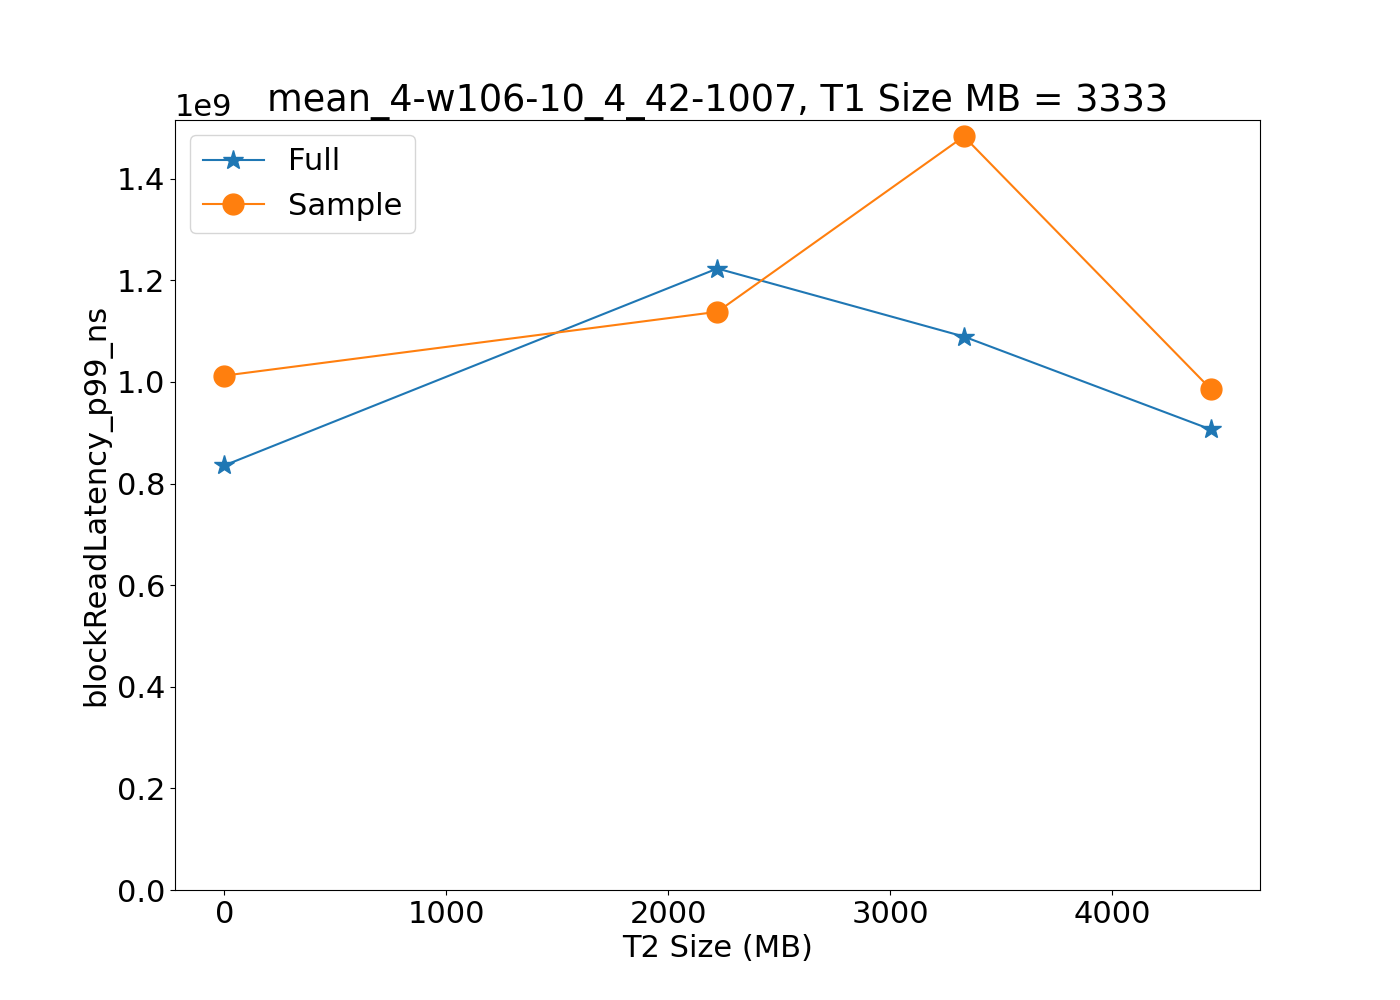 mean_4-w106-10_4_42-1007, T1 Size MB = 3333
1e9
Full
Sample
1.4
1.2
1.0
0.8
0.6
0.4
0.2
0.0
blockReadLatency_p99_ns
0 1000 2000 3000 4000
T2 Size (MB)